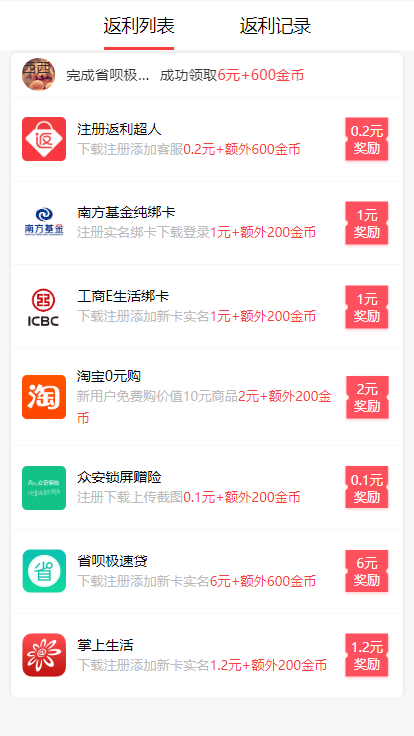 返利列表 返利记录
完成省呗极... 成功领取6元+600金币
返
注册返利超人
下载注册添加客服0.2元+额外600金币
0.2元
奖励
南方基金
南方基金纯绑卡
注册实名绑卡下载登录1元+额外200金币
1元
奖励
ICBC
工商E生活绑卡
下载注册添加新卡实名1元+额外200金币
1元
奖励
淘
淘宝0元购
新用户免费购价值10元商品2元+额外200金
币
2元
奖励
众安锁屏赠险
注册下载上传截图0.1元+额外200金币
0.1元
奖励
省
省呗极速贷
下载注册添加新卡实名6元+额外600金币
6元
奖励
掌上生活
下载注册添加新卡实名1.2元+额外200金币
1.2元
奖励